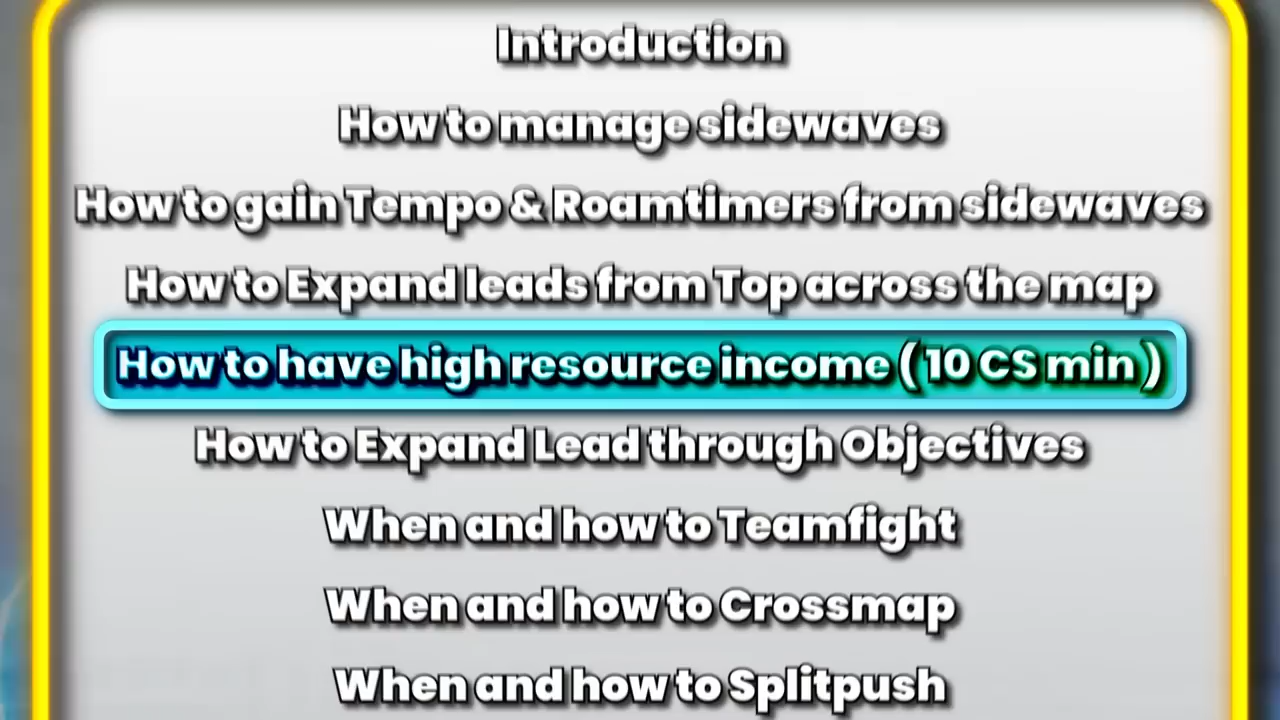 Introduction
How to manage sidewaves
How to gain Tempo & Roamtimers from sidewaves
How to Expand leads from Top across the map
How to have high resource income ( 10 CS min )
How to Expand Lead through Objectives
When and how to Teamfight
When and how to Crossmap
When and how to Splitpush